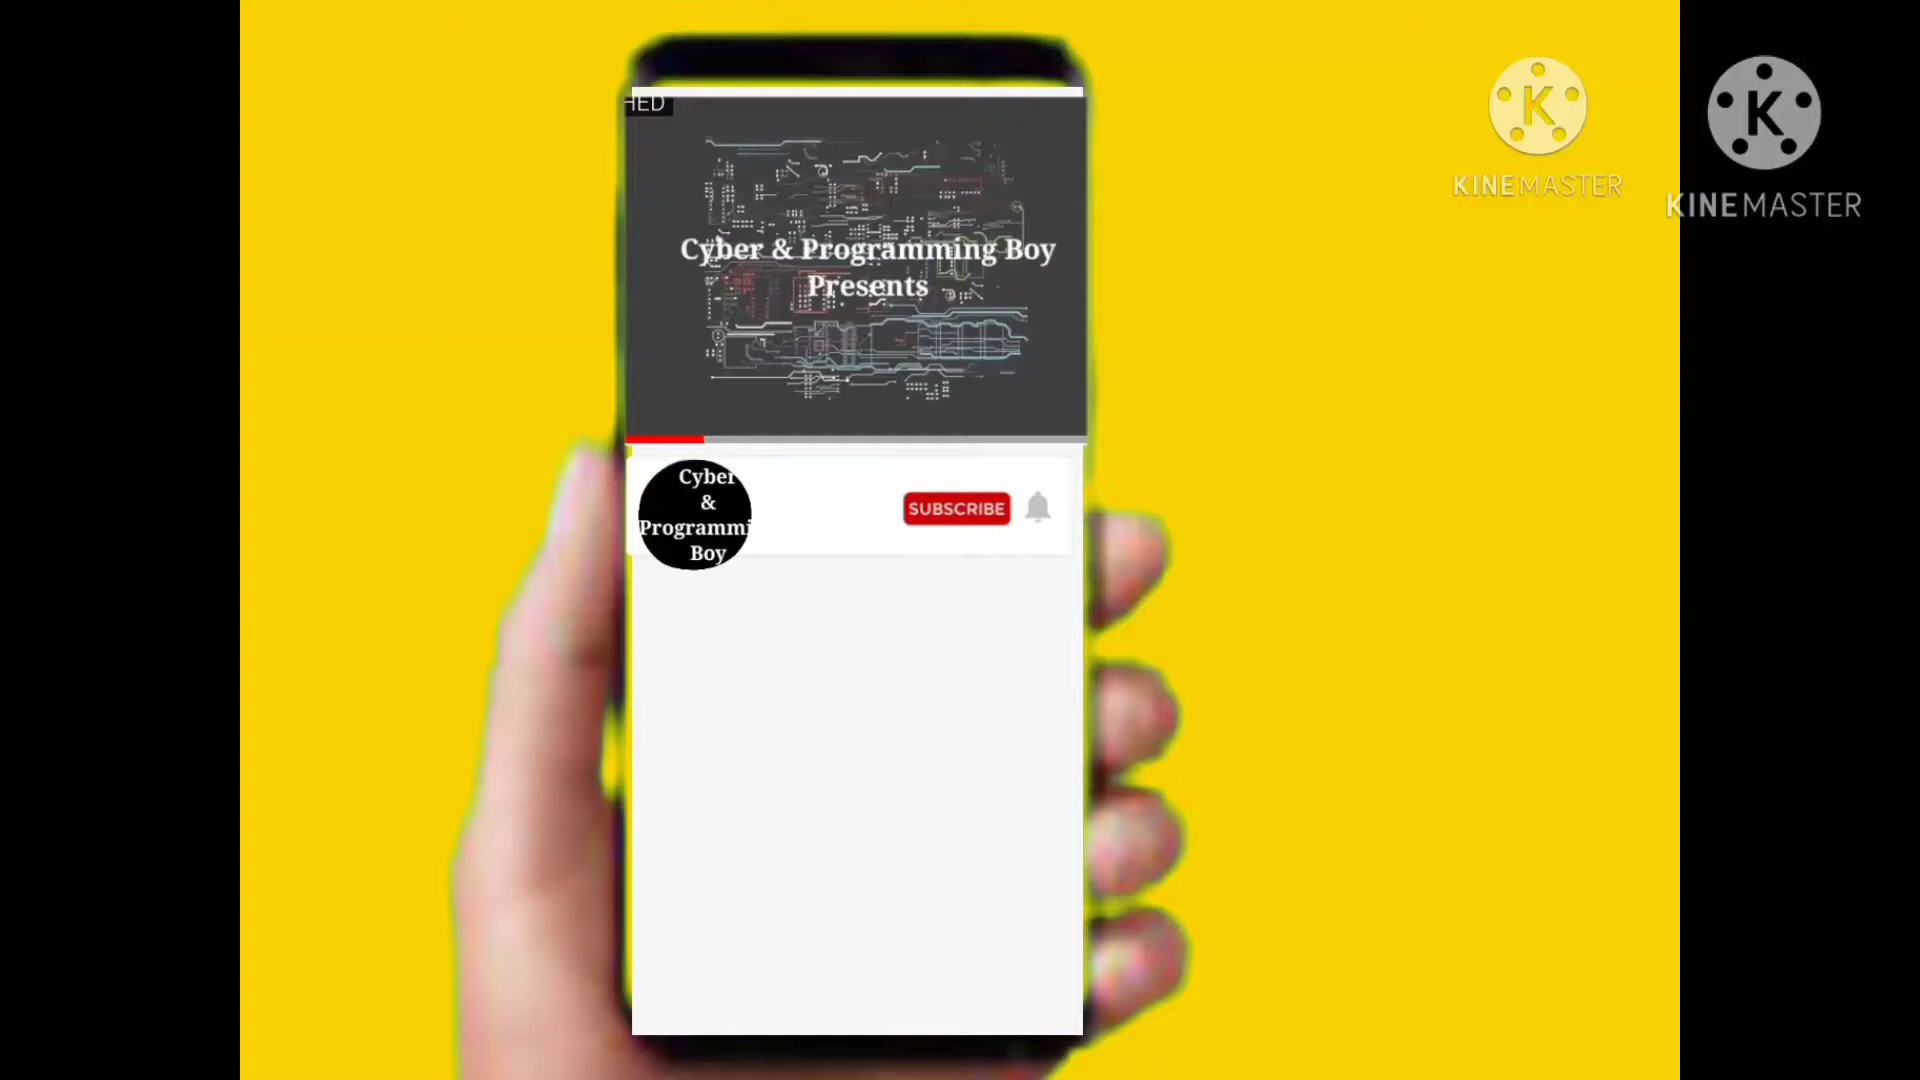 HED
Cyber & Programming Boy
Presents
Cyber
&
Programmi
Boy
SUBSCRIBE
K
KINEMASTER
K
KINEMASTER